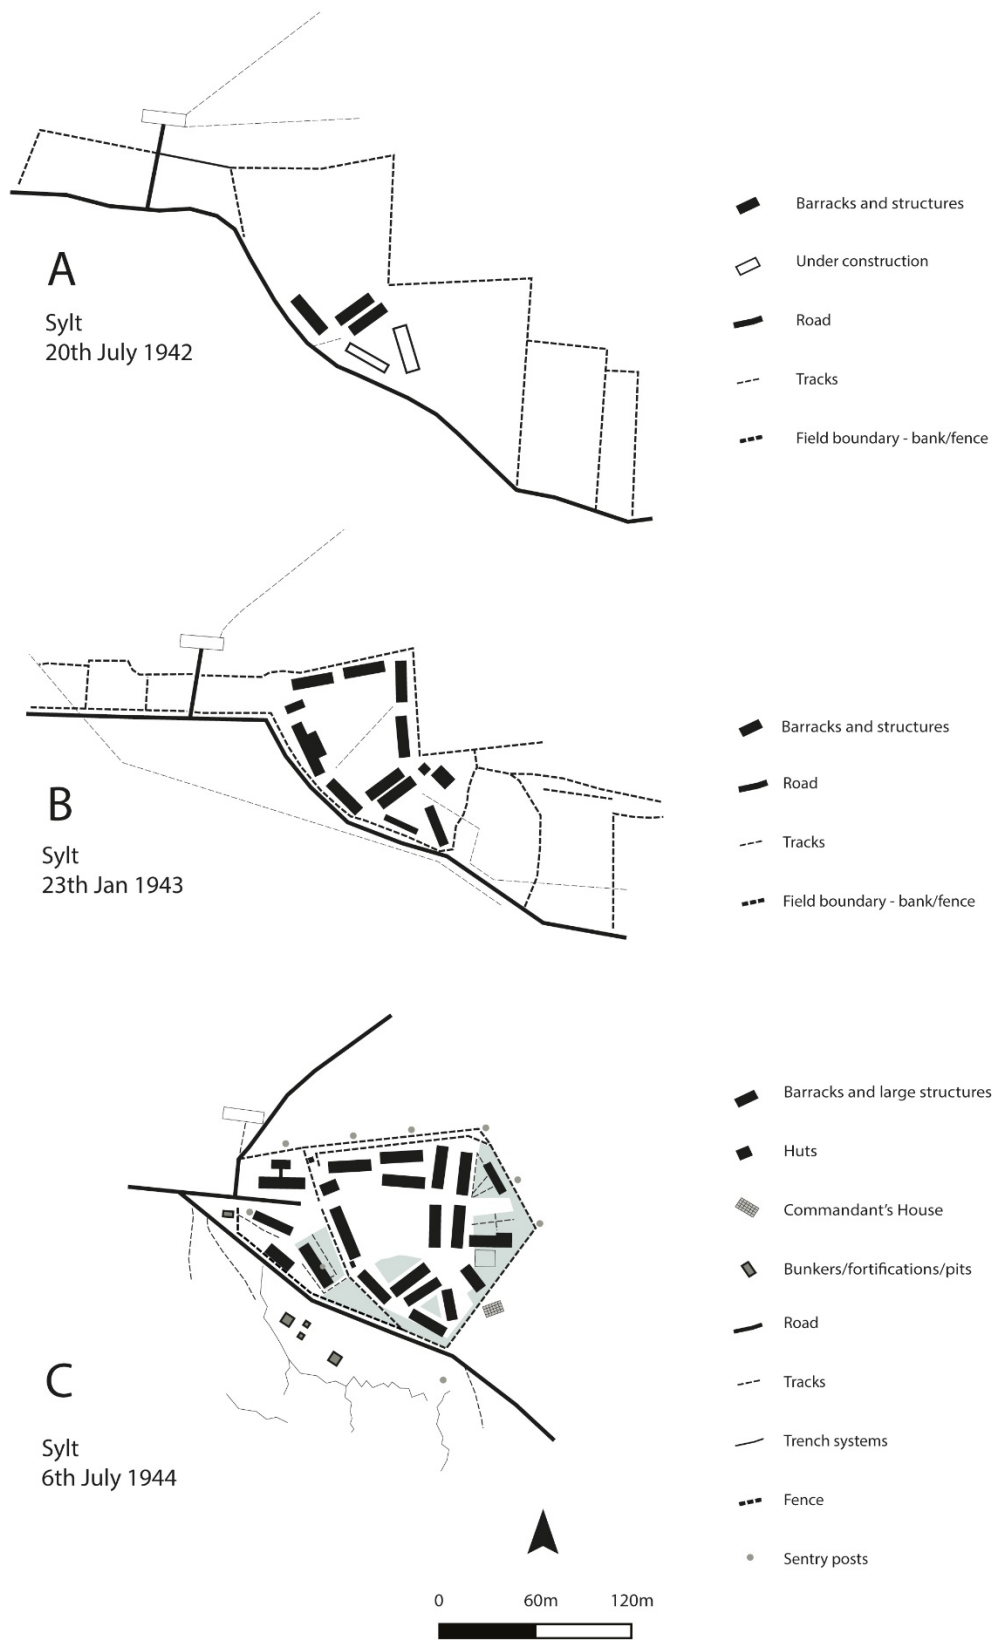 A
Sylt
20th July 1942
Barracks and structures
Under construction
Road
Tracks
Field boundary - bank/fence
B
Sylt
23th Jan 1943
Barracks and structures
Road
Tracks
Field boundary - bank/fence
C
Sylt
6th July 1944
Barracks and large structures
Huts
Commandant's House
Bunkers/fortifications/pits
Road
Tracks
Trench systems
Fence
Sentry posts
0 60m 120m